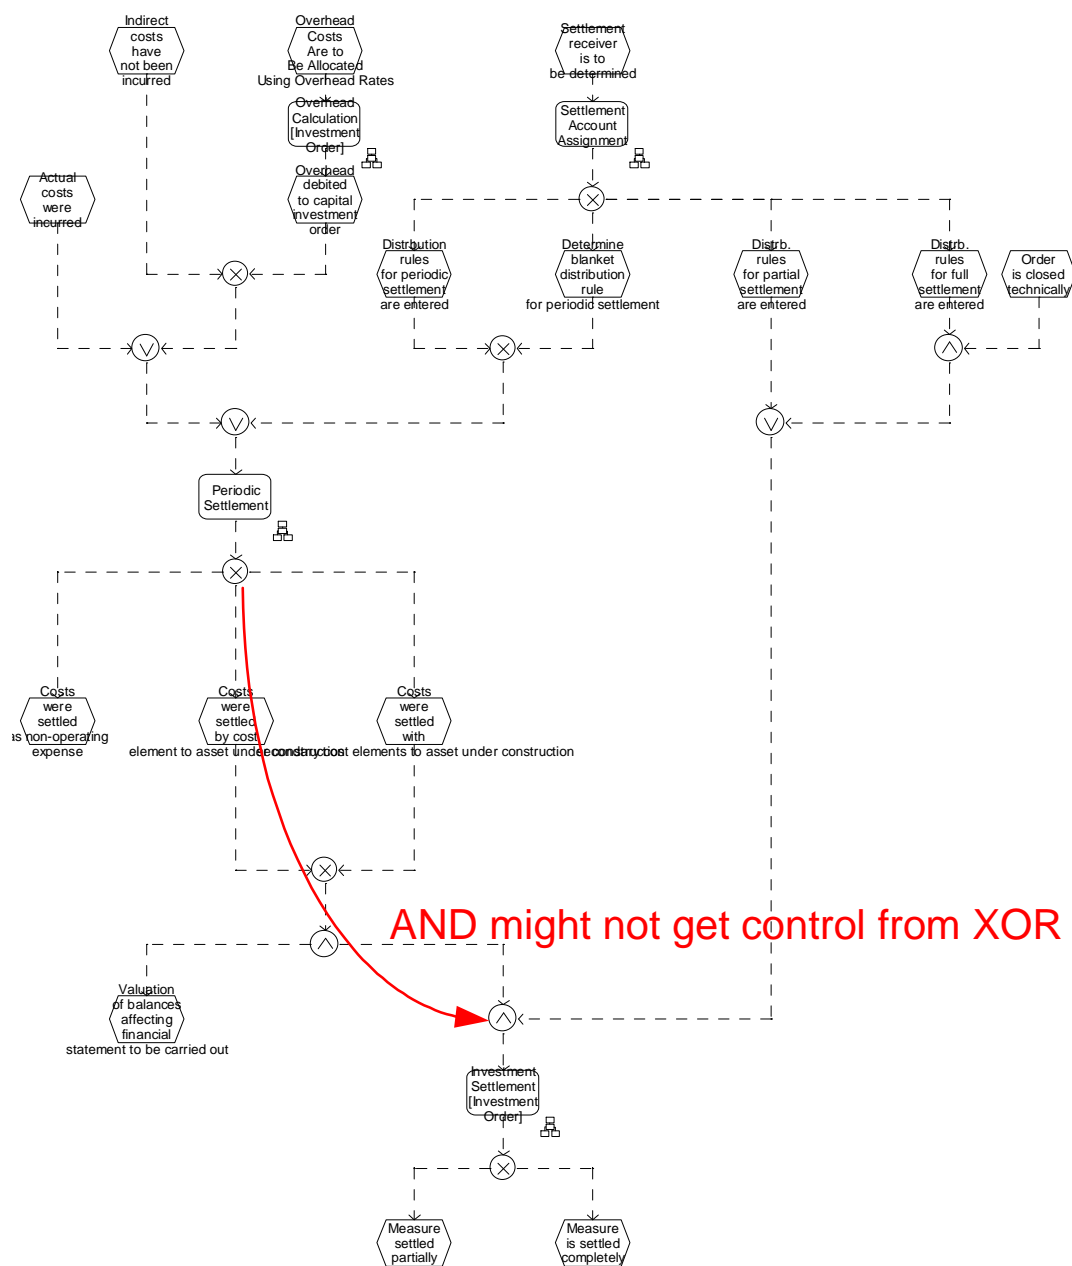 Indirect
costs
have
not been
incurred
Overhead
Costs
Are to
Be Allocated
Using Overhead Rates
Settlement
receiver
is to
be determined
Overhead
Calculation
[Investment
Order]
Settlement
Account
Assignment
Actual
costs
were
incurred
Overhead
debited
to capital
investment
order
Distrbution
rules
for periodic
settlement
are entered
Determine
blanket
distribution
rule
for periodic settlement
Distrb.
rules
for partial
settlement
are entered
Distrb.
rules
for full
settlement
are entered
Order
is closed
technically
Periodic
Settlement
Costs
were
settled
as non-operating
expense
Costs
were
settled
by cost
element to asset under construction
Costs
were
settled
with
secondary cost elements to asset under construction
AND might not get control from XOR
Valuation
of balances
affecting
financial
statement to be carried out
Investment
Settlement
[Investment
Order]
Measure
settled
partially
Measure
is settled
completely